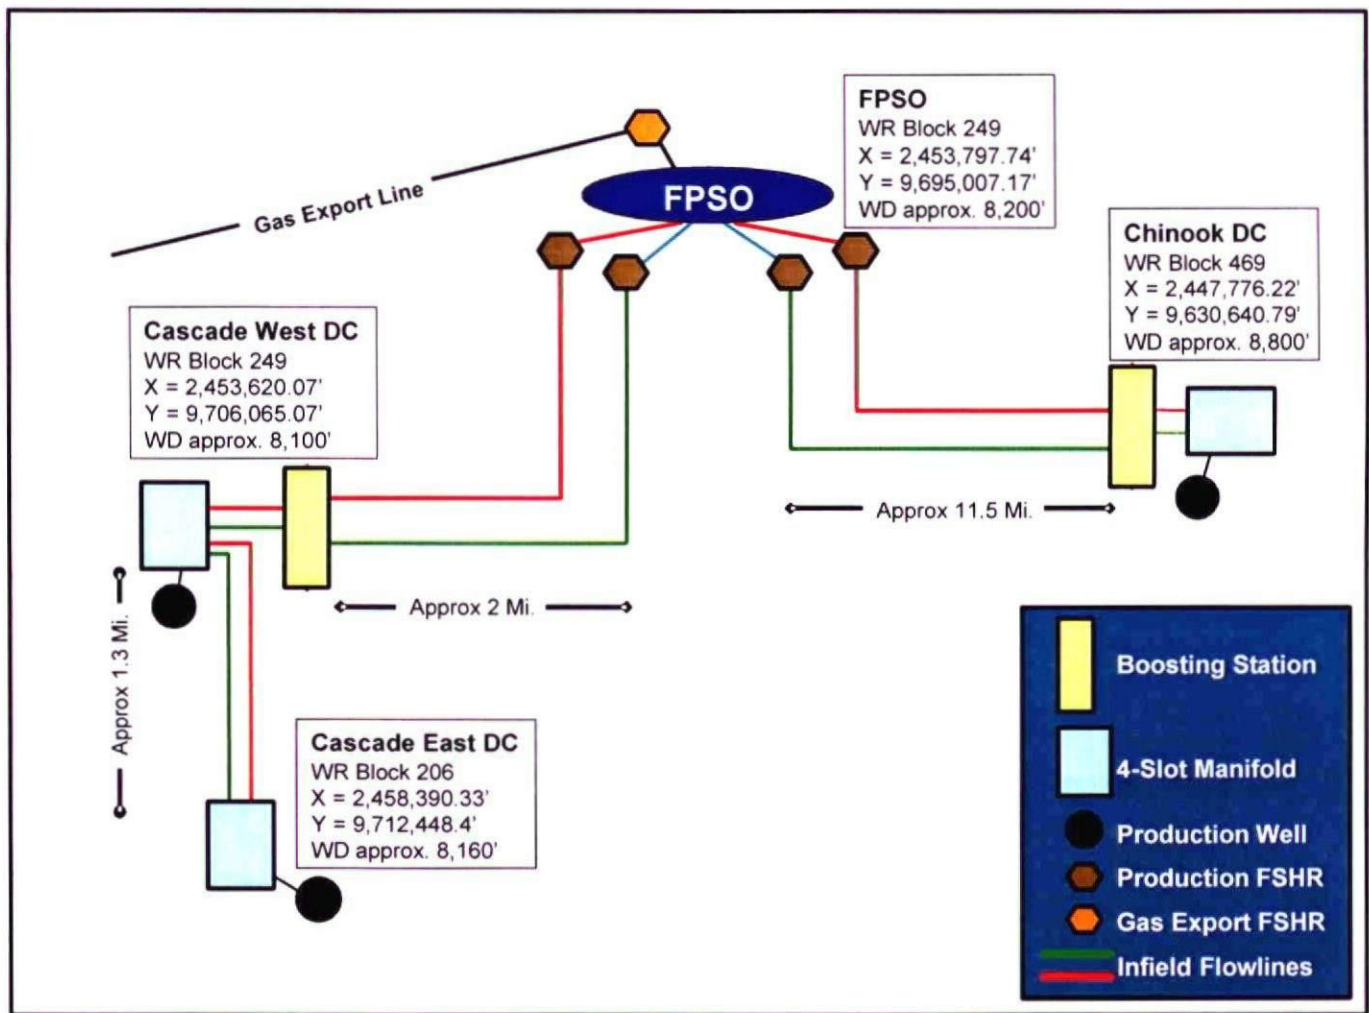 FPSO
WR Block 249
X = 2,453,797.74'
Y = 9,695,007.17'
WD approx. 8,200'
FPSO
Gas Export Line
Chinook DC
WR Block 469
X = 2,447,776.22'
Y = 9,630,640.79'
WD approx. 8,800'
Cascade West DC
WR Block 249
X = 2,453,620.07'
Y = 9,706,065.07'
WD approx. 8,100'
Approx 11.5 Mi.
Approx 2 Mi.
Approx 1.3 Mi.
Cascade East DC
WR Block 206
X = 2,458,390.33'
Y = 9,712,448.4'
WD approx. 8,160'
Boosting Station
4-Slot Manifold
Production Well
Production FSHR
Gas Export FSHR
Infield Flowlines